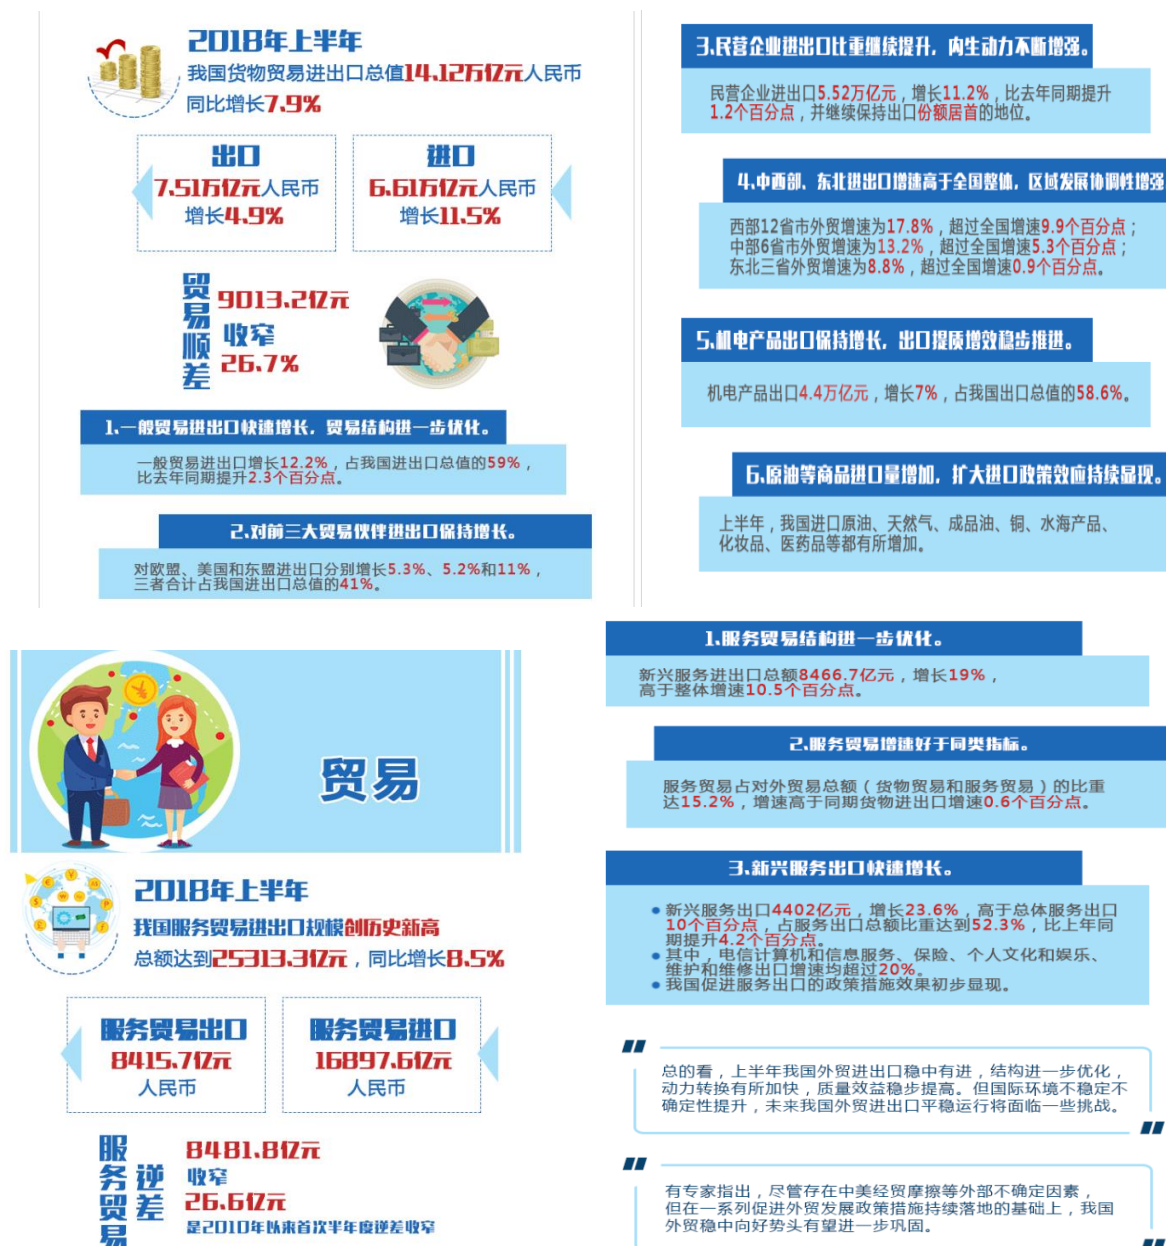 2018年上半年
我国货物贸易进出口总值14.12万亿元人民币
同比增长7.9%
出口
7.51万亿元人民币
增长4.9%
进口
6.61万亿元人民币
增长11.5%
贸易顺差
9013.2亿元
收窄
26.7%
1、一般贸易进出口快速增长，贸易结构进一步优化。
一般贸易进出口增长12.2%，占我国进出口总值的59%，
比去年同期提升2.3个百分点。
2、对前三大贸易伙伴进出口保持增长。
对欧盟、美国和东盟进出口分别增长5.3%、5.2%和11%，
三者合计占我国进出口总值的41%。
3、民营企业进出口比重继续提升，内生动力不断增强。
民营企业进出口5.52万亿元，增长11.2%，比去年同期提升
1.2个百分点，并继续保持出口份额居首的地位。
4、中西部、东北进出口增速高于全国整体，区域发展协调性增强
西部12省市外贸增速为17.8%，超过全国增速9.9个百分点；
中部6省市外贸增速为13.2%，超过全国增速5.3个百分点；
东北三省外贸增速为8.8%，超过全国增速0.9个百分点。
5、机电产品出口保持增长，出口提质增效稳步推进。
机电产品出口4.4万亿元，增长7%，占我国出口总值的58.6%。
6、原油等商品进口量增加，扩大进口政策效应持续显现。
上半年，我国进口原油、天然气、成品油、铜、水海产品、
化妆品、医药品等都有所增加。
贸易
2018年上半年
我国服务贸易进出口规模创历史新高
总额达到25313.3亿元，同比增长8.5%
服务贸易出口
8415.7亿元
人民币
服务贸易进口
16897.6亿元
人民币
服务贸易
逆差
8481.8亿元
收窄
26.6亿元
是2010年以来首次半年度逆差收窄
1、服务贸易结构进一步优化。
新兴服务进出口总额8466.7亿元，增长19%，
高于整体增速10.5个百分点。
2、服务贸易增速好于同类指标。
服务贸易占对外贸易总额（货物贸易和服务贸易）的比重
达15.2%，增速高于同期货物进出口增速0.6个百分点。
3、新兴服务出口快速增长。
● 新兴服务出口4402亿元，增长23.6%，高于总体服务出口
10个百分点，占服务出口总额比重达到52.3%，比上年同
期提升4.2个百分点。
● 其中，电信计算机和信息服务、保险、个人文化和娱乐、
维护和维修出口增速均超过20%。
● 我国促进服务出口的政策措施效果初步显现。
总的看，上半年我国外贸进出口稳中有进，结构进一步优化，
动力转换有所加快，质量效益稳步提高。但国际环境不稳定不
确定性提升，未来我国外贸进出口平稳运行将面临一些挑战。
有专家指出，尽管存在中美经贸摩擦等外部不确定因素，
但在一系列促进外贸发展政策措施持续落地的基础上，我国
外贸稳中向好势头有望进一步巩固。